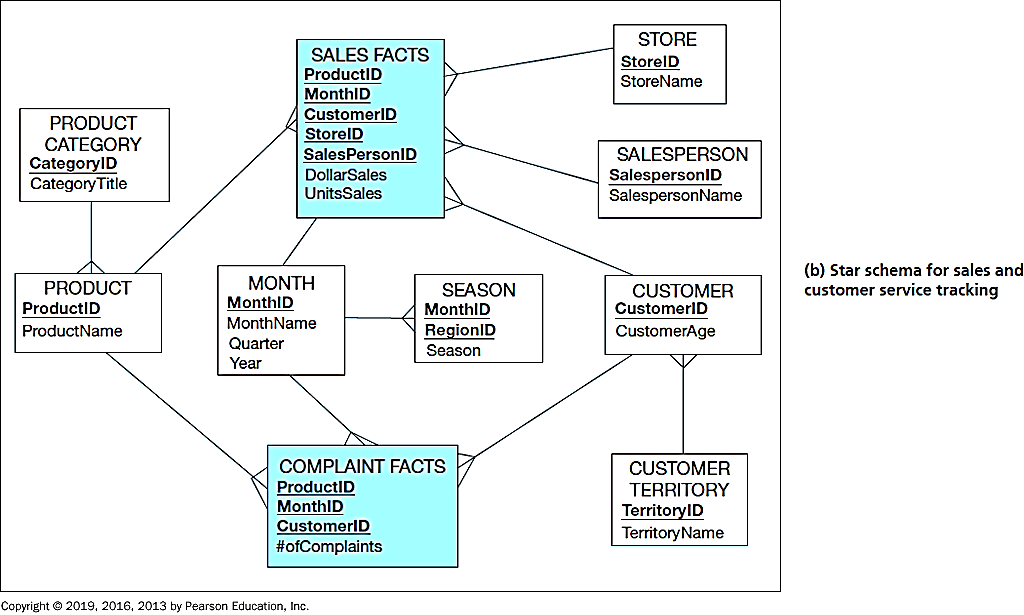 SALES FACTS
ProductID
MonthID
CustomerID
StoreID
SalesPersonID
DollarSales
UnitsSales
STORE
StoreID
StoreName
PRODUCT
CATEGORY
CategoryID
CategoryTitle
SALESPERSON
SalespersonID
SalespersonName
PRODUCT
ProductID
ProductName
MONTH
MonthID
MonthName
Quarter
Year
SEASON
MonthID
RegionID
Season
CUSTOMER
CustomerID
CustomerAge
(b) Star schema for sales and
customer service tracking
COMPLAINT FACTS
ProductID
MonthID
CustomerID
#ofComplaints
CUSTOMER
TERRITORY
TerritoryID
TerritoryName
Copyright © 2019, 2016, 2013 by Pearson Education, Inc.